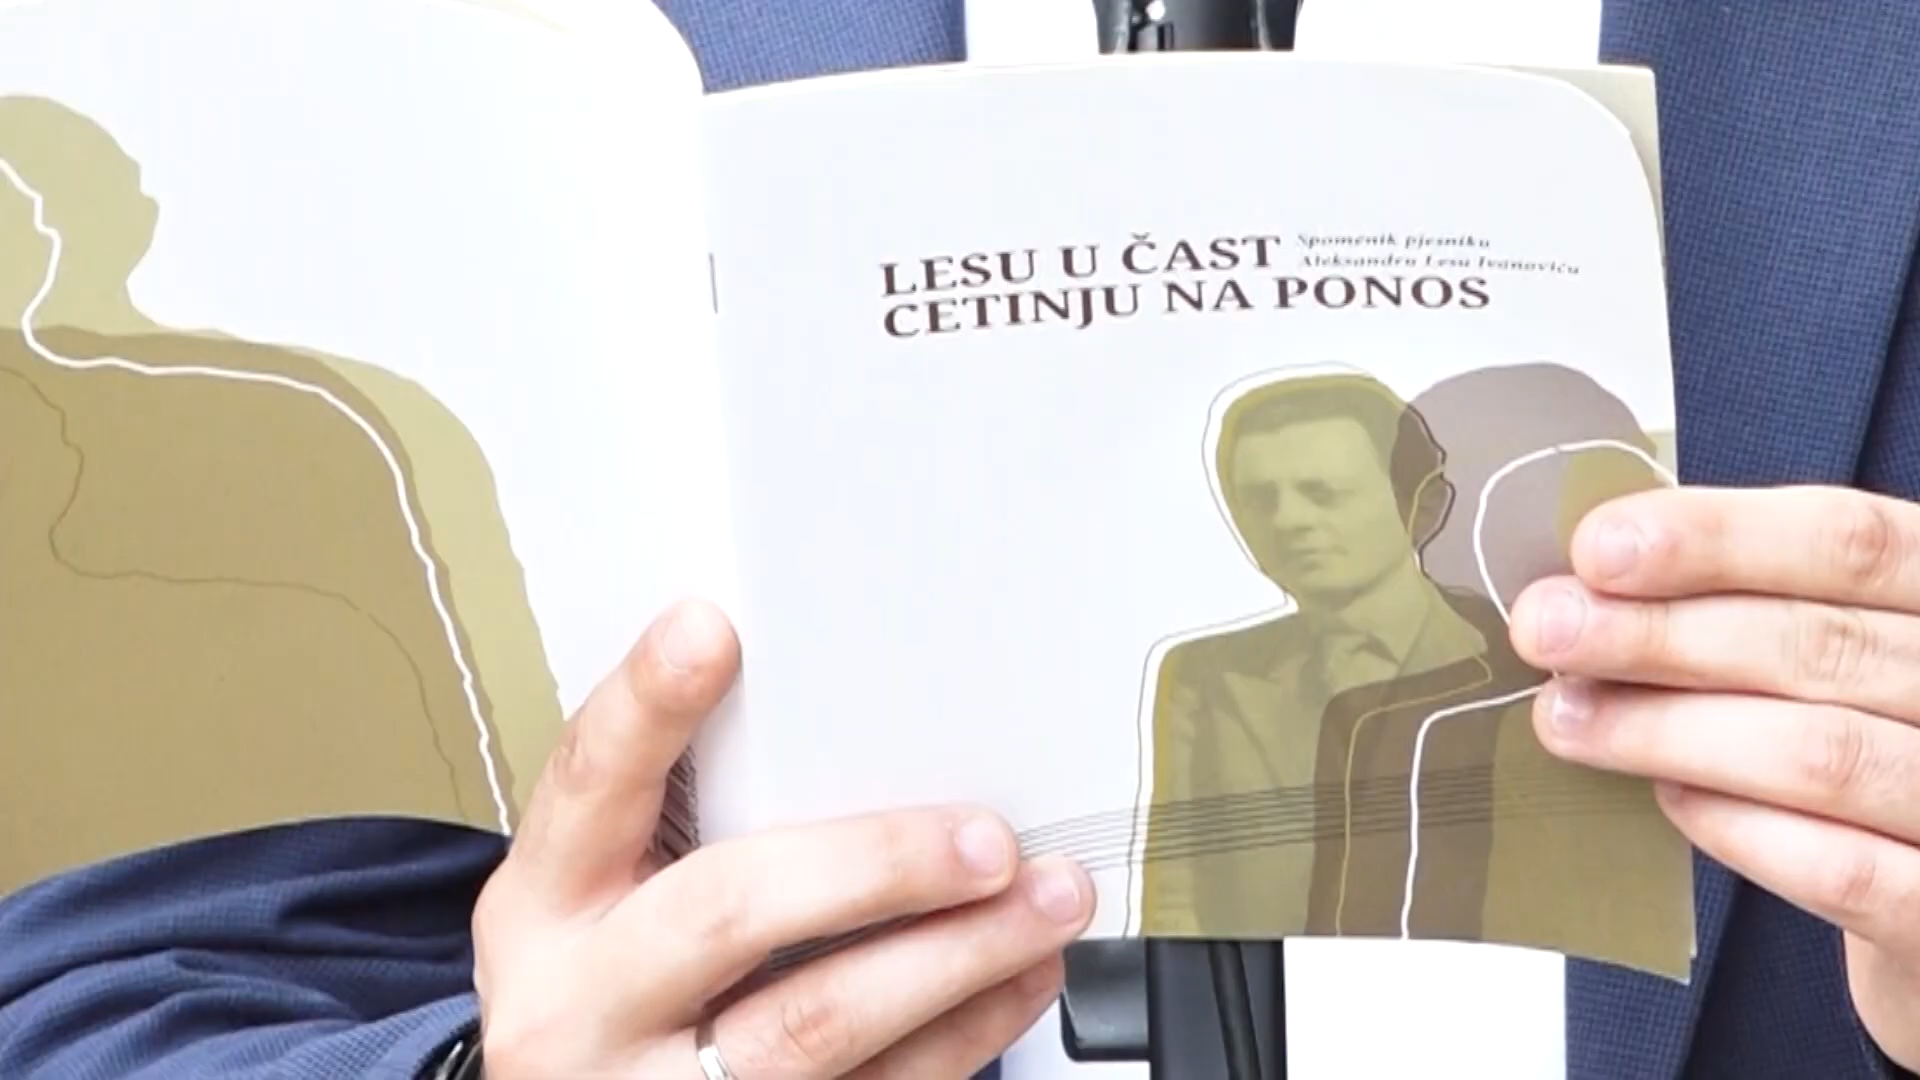 LESU U ČAST
CETINJU NA PONOS
Spomenik pjesniku
Aleksandru Lesu Ivanoviću